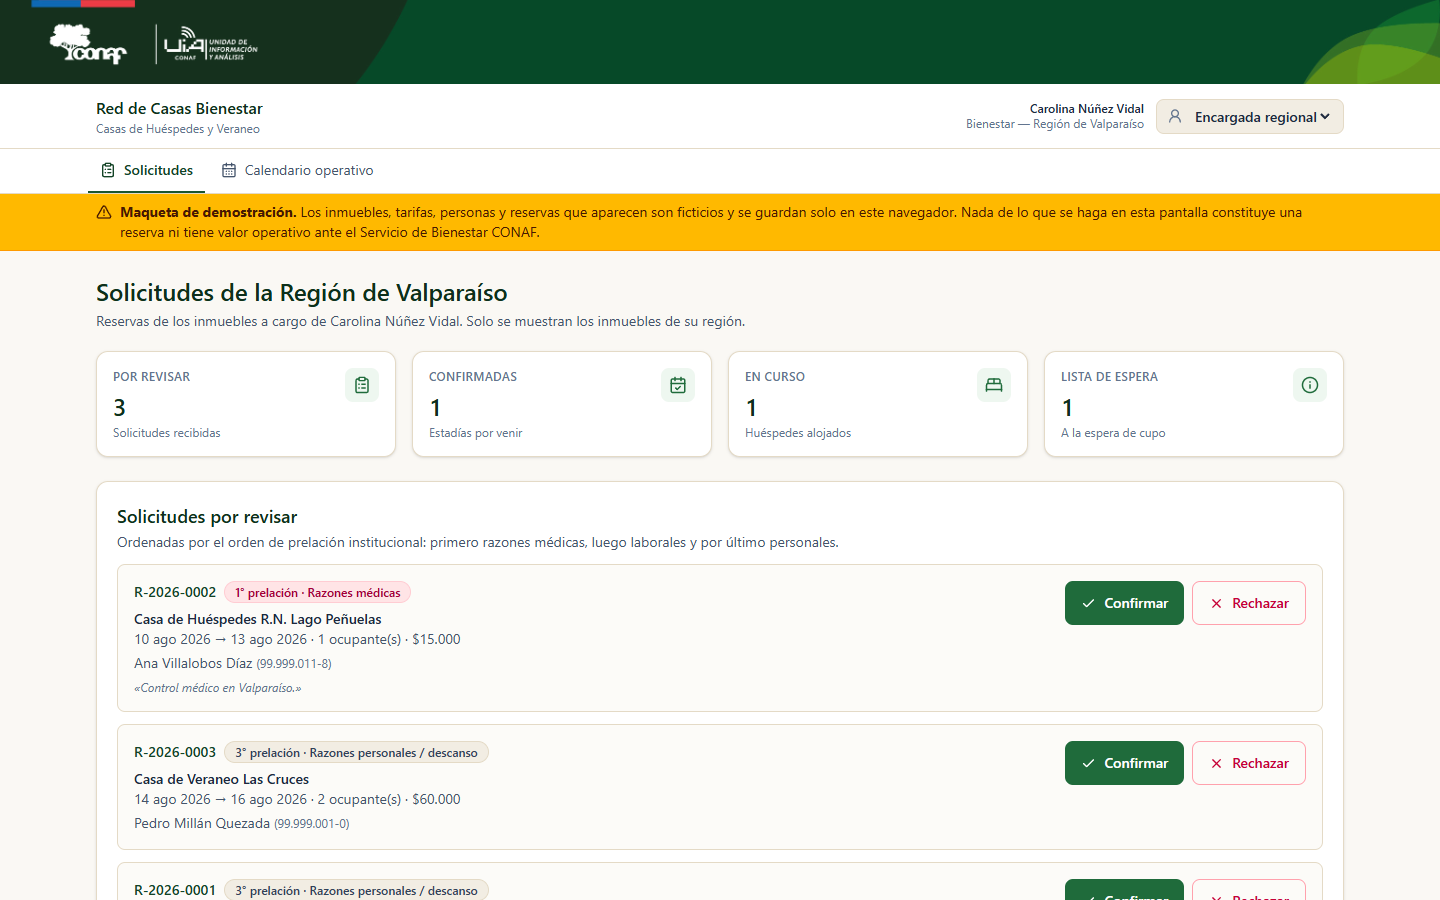 conaf
UIA CONAF UNIDAD DE INFORMACIÓN Y ANÁLISIS
Red de Casas Bienestar
Casas de Huéspedes y Veraneo
Carolina Núñez Vidal
Bienestar — Región de Valparaíso
Encargada regional
Solicitudes
Calendario operativo
Maqueta de demostración. Los inmuebles, tarifas, personas y reservas que aparecen son ficticios y se guardan solo en este navegador. Nada de lo que se haga en esta pantalla constituye una
reserva ni tiene valor operativo ante el Servicio de Bienestar CONAF.
Solicitudes de la Región de Valparaíso
Reservas de los inmuebles a cargo de Carolina Núñez Vidal. Solo se muestran los inmuebles de su región.
POR REVISAR
3
Solicitudes recibidas
CONFIRMADAS
1
Estadías por venir
EN CURSO
1
Huéspedes alojados
LISTA DE ESPERA
1
A la espera de cupo
Solicitudes por revisar
Ordenadas por el orden de prelación institucional: primero razones médicas, luego laborales y por último personales.
R-2026-0002 1° prelación · Razones médicas
Casa de Huéspedes R.N. Lago Peñuelas
10 ago 2026 → 13 ago 2026 · 1 ocupante(s) · $15.000
Ana Villalobos Díaz (99.999.011-8)
«Control médico en Valparaíso.»
Confirmar
Rechazar
R-2026-0003 3° prelación · Razones personales / descanso
Casa de Veraneo Las Cruces
14 ago 2026 → 16 ago 2026 · 2 ocupante(s) · $60.000
Pedro Millán Quezada (99.999.001-0)
Confirmar
Rechazar
R-2026-0001 3° prelación · Razones personales / descanso
Confirmar
Rechazar